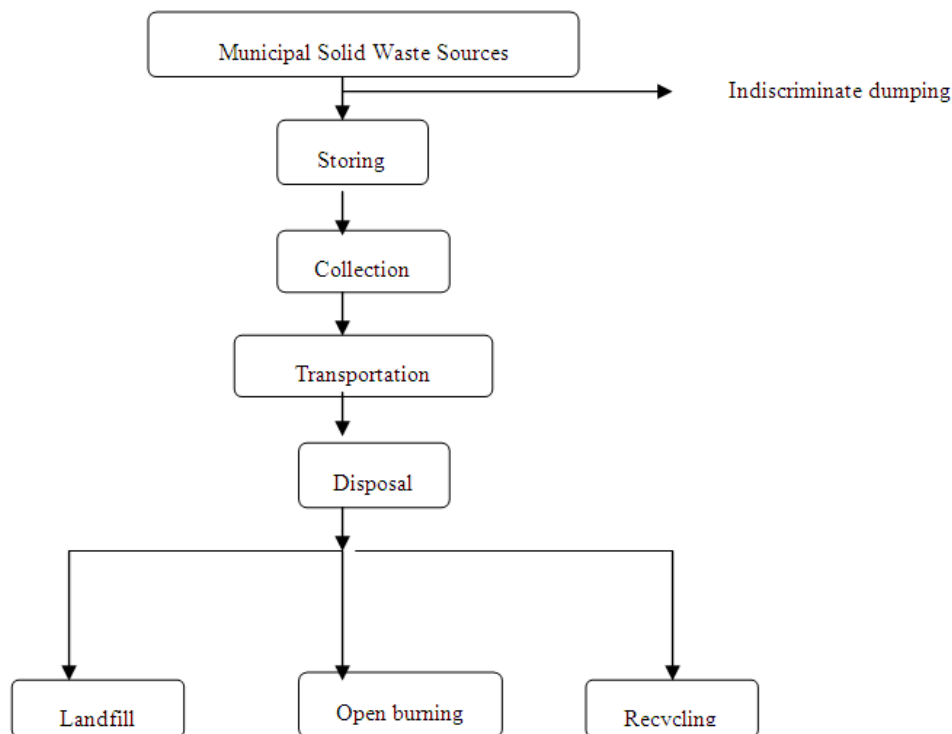 Municipal Solid Waste Sources
Indiscriminate dumping
Storing
Collection
Transportation
Disposal
Landfill
Open burning
Recycling